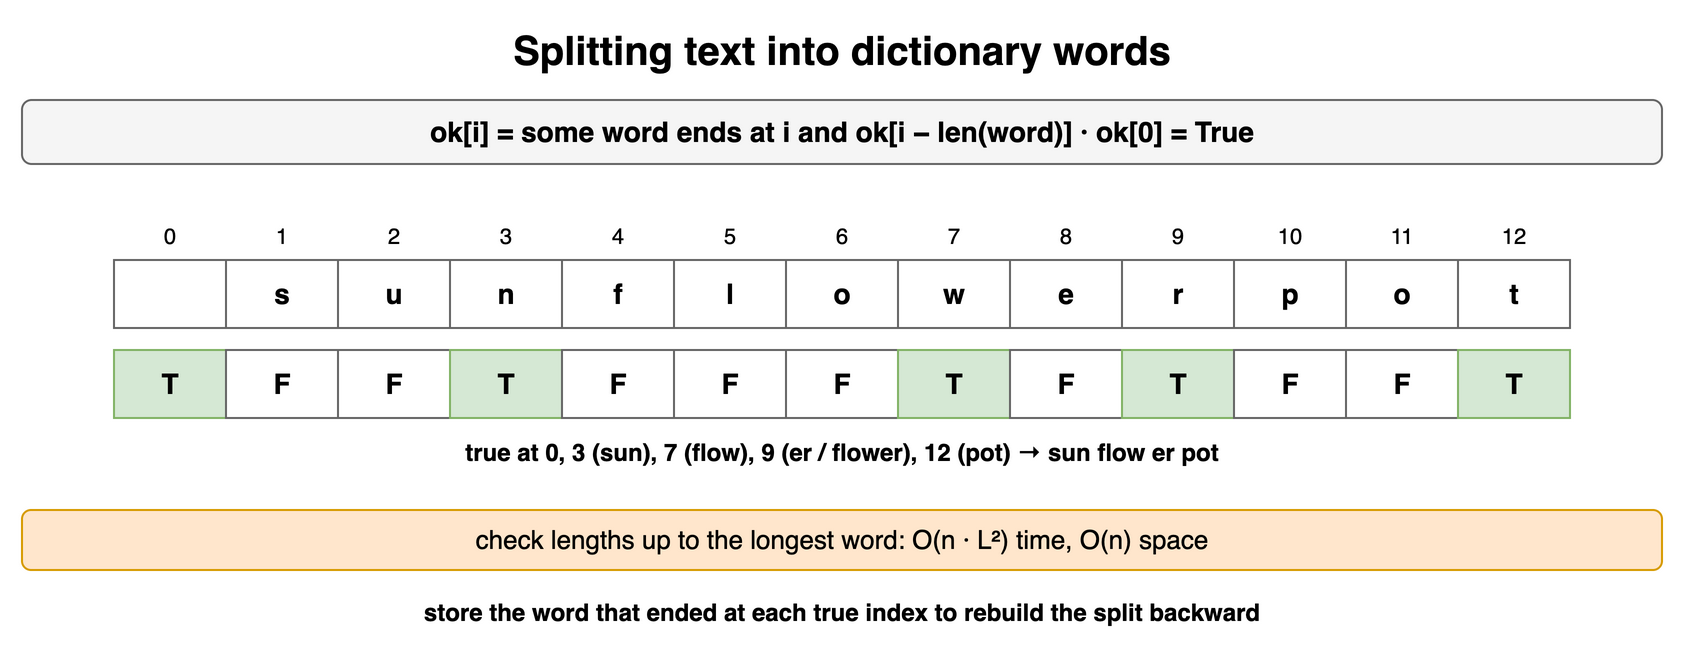 Splitting text into dictionary words
ok[i] = some word ends at i and ok[i – len(word)] · ok[0] = True
0 1 2 3 4 5 6 7 8 9 10 11 12
s u n f l o w e r p o t
T F F T F F F T F T F F T
true at 0, 3 (sun), 7 (flow), 9 (er / flower), 12 (pot) → sun flow er pot
check lengths up to the longest word: O(n · L²) time, O(n) space
store the word that ended at each true index to rebuild the split backward